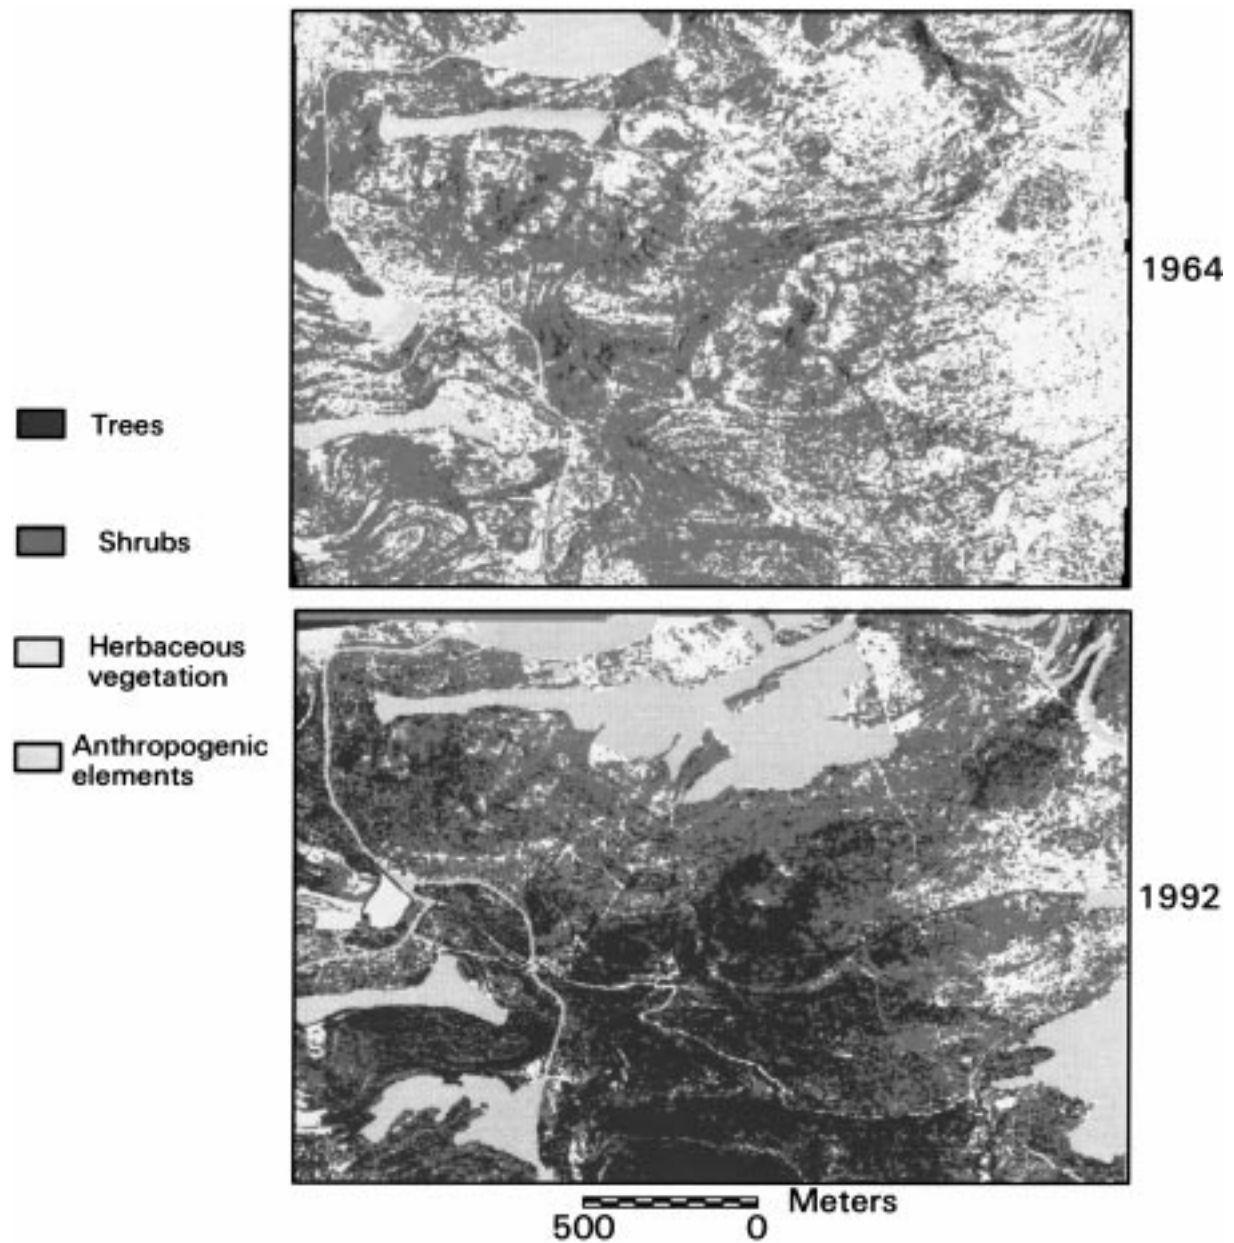 1964
Trees
Shrubs
Herbaceous
vegetation
Anthropogenic
elements
1992
Meters
500 0